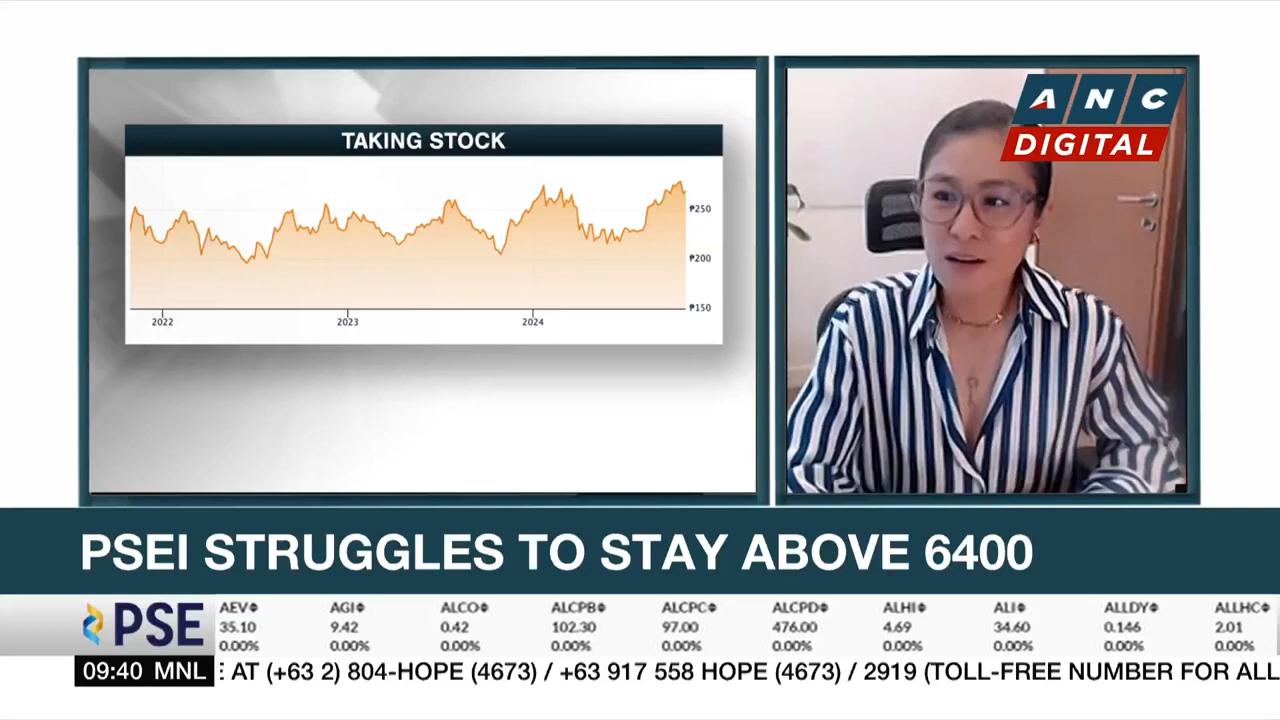 ANC
DIGITAL
TAKING STOCK
₱250
₱200
₱150
2022 2023 2024
PSEI STRUGGLES TO STAY ABOVE 6400
PSE
AEV AGI ALCO ALCPB ALCPC ALCPD ALHI ALI ALLDY ALLHC
35.10 9.42 0.42 102.30 97.00 476.00 4.69 34.60 0.146 2.01
0.00% 0.00% 0.00% 0.00% 0.00% 0.00% 0.00% 0.00% 0.00% 0.00%
09:40 MNL E AT (+63 2) 804-HOPE (4673) / +63 917 558 HOPE (4673) / 2919 (TOLL-FREE NUMBER FOR ALL